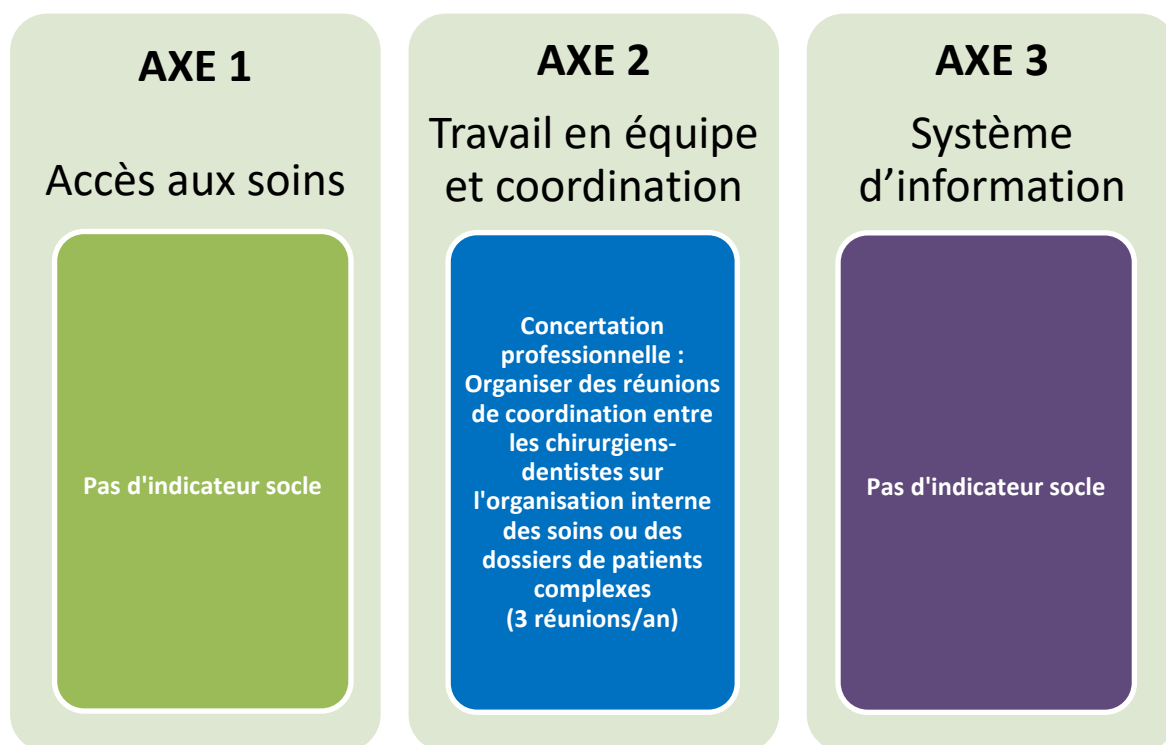 AXE 1
Accès aux soins
Pas d'indicateur socle
AXE 2
Travail en équipe
et coordination
Concertation
professionnelle :
Organiser des réunions
de coordination entre
les chirurgiens-
dentistes sur
l'organisation interne
des soins ou des
dossiers de patients
complexes
(3 réunions/an)
AXE 3
Système
d’information
Pas d'indicateur socle